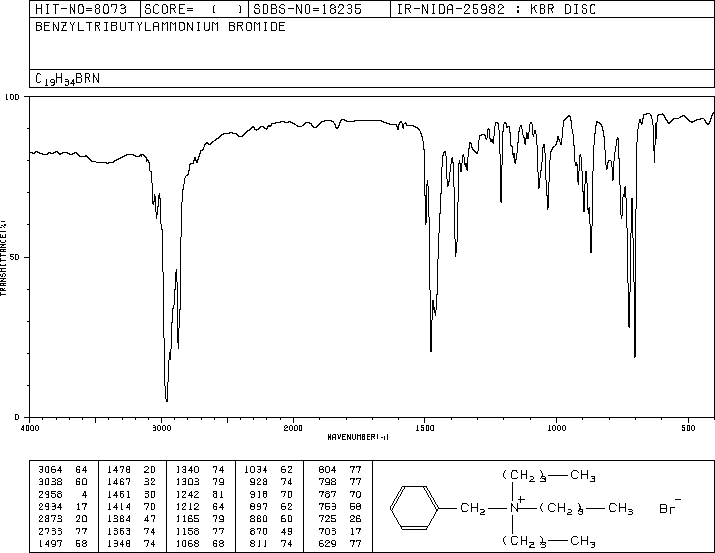 HIT-NO=8073 SCORE= ( ) SDBS-NO=18235 IR-NIDA-25982 : KBR DISC
BENZYLTRIBUTYLAMMONIUM BROMIDE
C19H34BRN
100
50
0
TRANSMITTANCE(%)
4000 3000 2000 1500 1000 500
WAVENUMBER(-1)
3064 64 1478 20 1340 74 1034 62 804 77
3038 60 1467 32 1303 79 928 74 798 77
2958 4 1461 30 1242 81 918 70 787 70
2934 17 1414 70 1212 64 897 62 753 58
2873 20 1384 47 1165 79 880 60 725 26
2733 77 1363 74 1158 77 870 49 703 17
1497 58 1348 74 1068 68 811 74 629 77
(CH2)3—CH3
CH2—N+—(CH2)3—CH3 Br−
(CH2)3—CH3